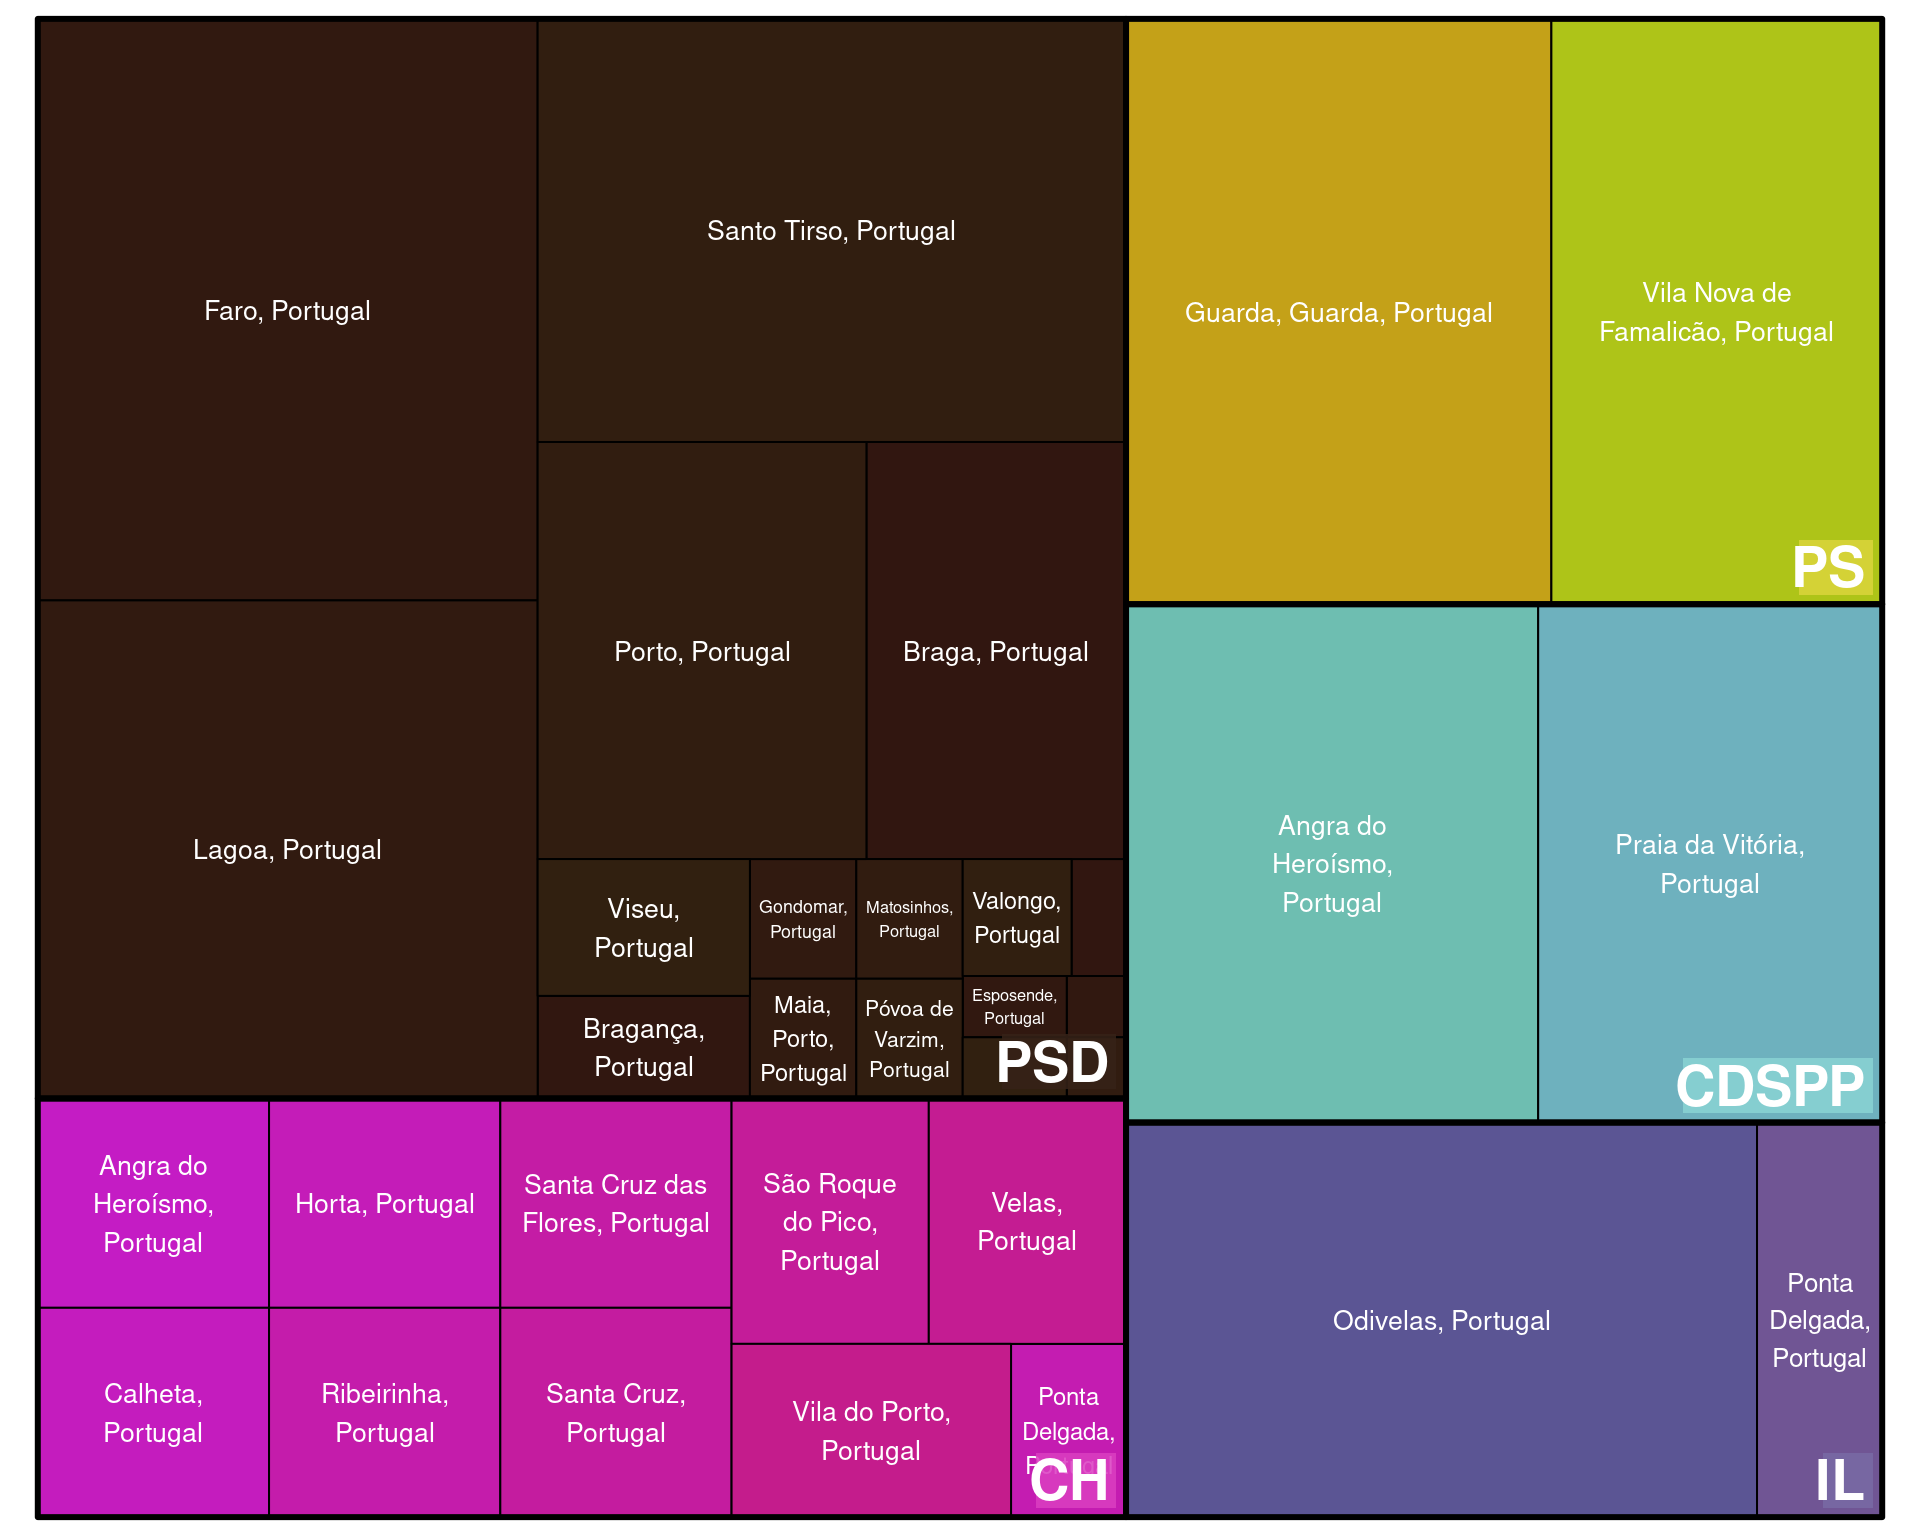 Faro, Portugal
Santo Tirso, Portugal
Lagoa, Portugal
Porto, Portugal
Braga, Portugal
Viseu,
Portugal
Bragança,
Portugal
Gondomar,
Portugal
Matosinhos,
Portugal
Valongo,
Portugal
Maia,
Porto,
Portugal
Póvoa de
Varzim,
Portugal
Esposende,
Portugal
PSD
Guarda, Guarda, Portugal
Vila Nova de
Famalicão, Portugal
PS
Angra do
Heroísmo,
Portugal
Praia da Vitória,
Portugal
CDSPP
Angra do
Heroísmo,
Portugal
Horta, Portugal
Santa Cruz das
Flores, Portugal
São Roque
do Pico,
Portugal
Velas,
Portugal
Calheta,
Portugal
Ribeirinha,
Portugal
Santa Cruz,
Portugal
Vila do Porto,
Portugal
Ponta
Delgada,
Portugal
CH
Odivelas, Portugal
Ponta
Delgada,
Portugal
IL